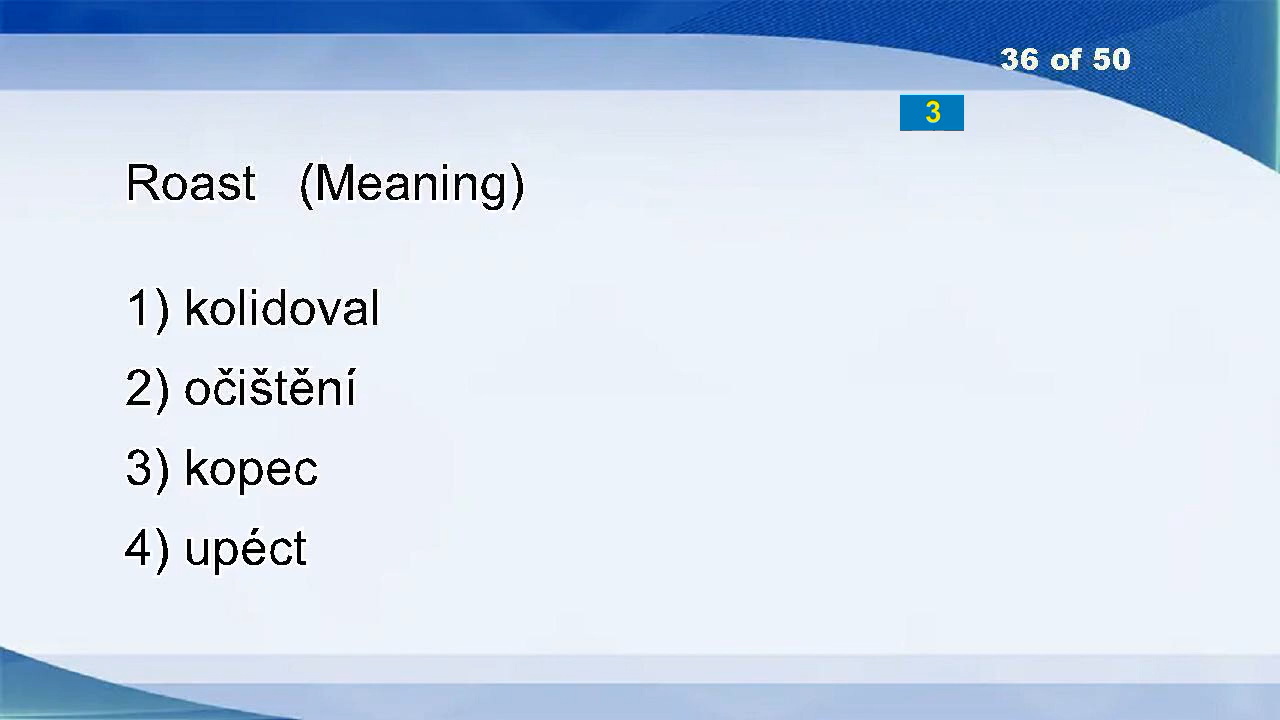 36 of 50
3
Roast (Meaning)
1) kolidoval
2) očištění
3) kopec
4) upéct